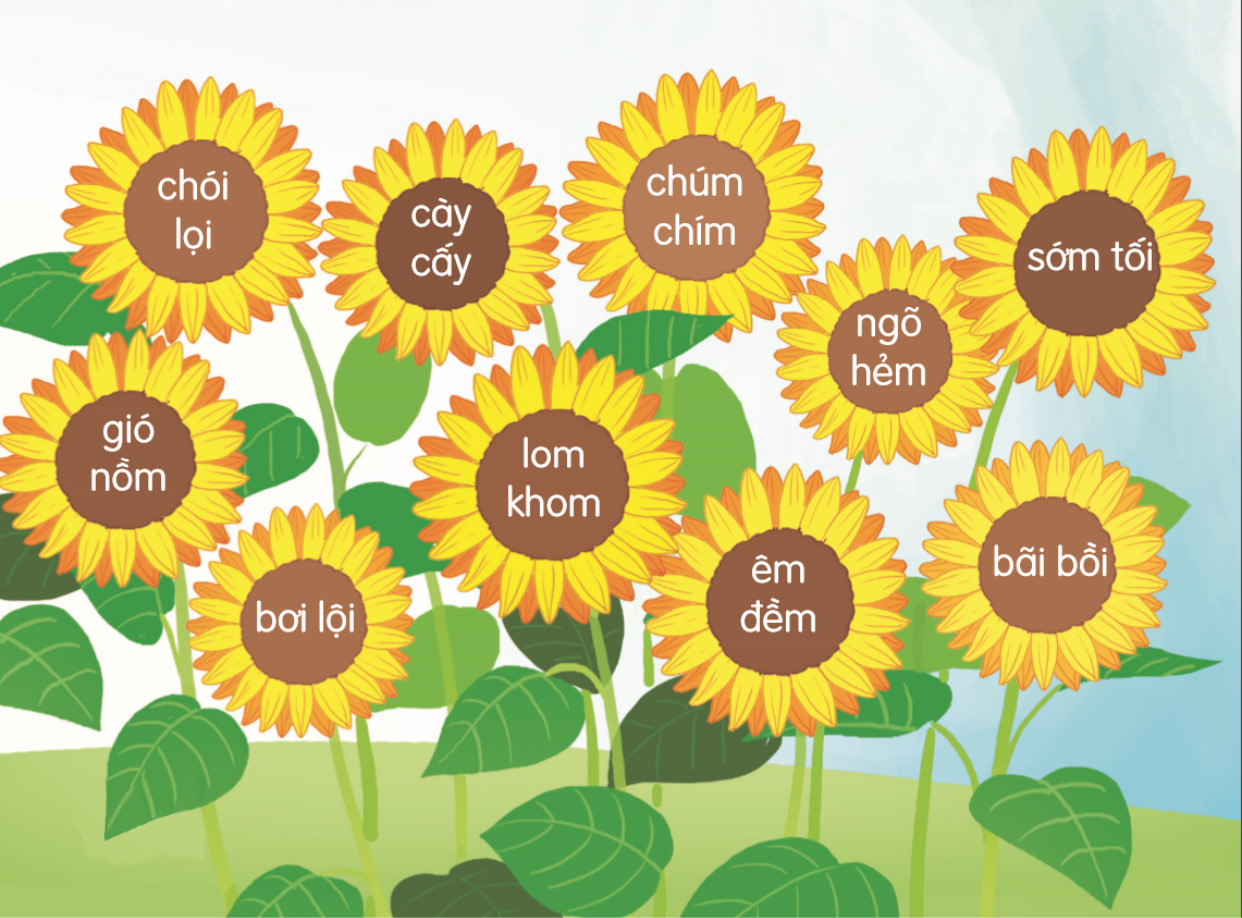 chói
lọi
cày
cấy
chúm
chím
sớm tối
ngõ
hẻm
gió
nồm
lom
khom
bơi lội
êm
đềm
bãi bồi